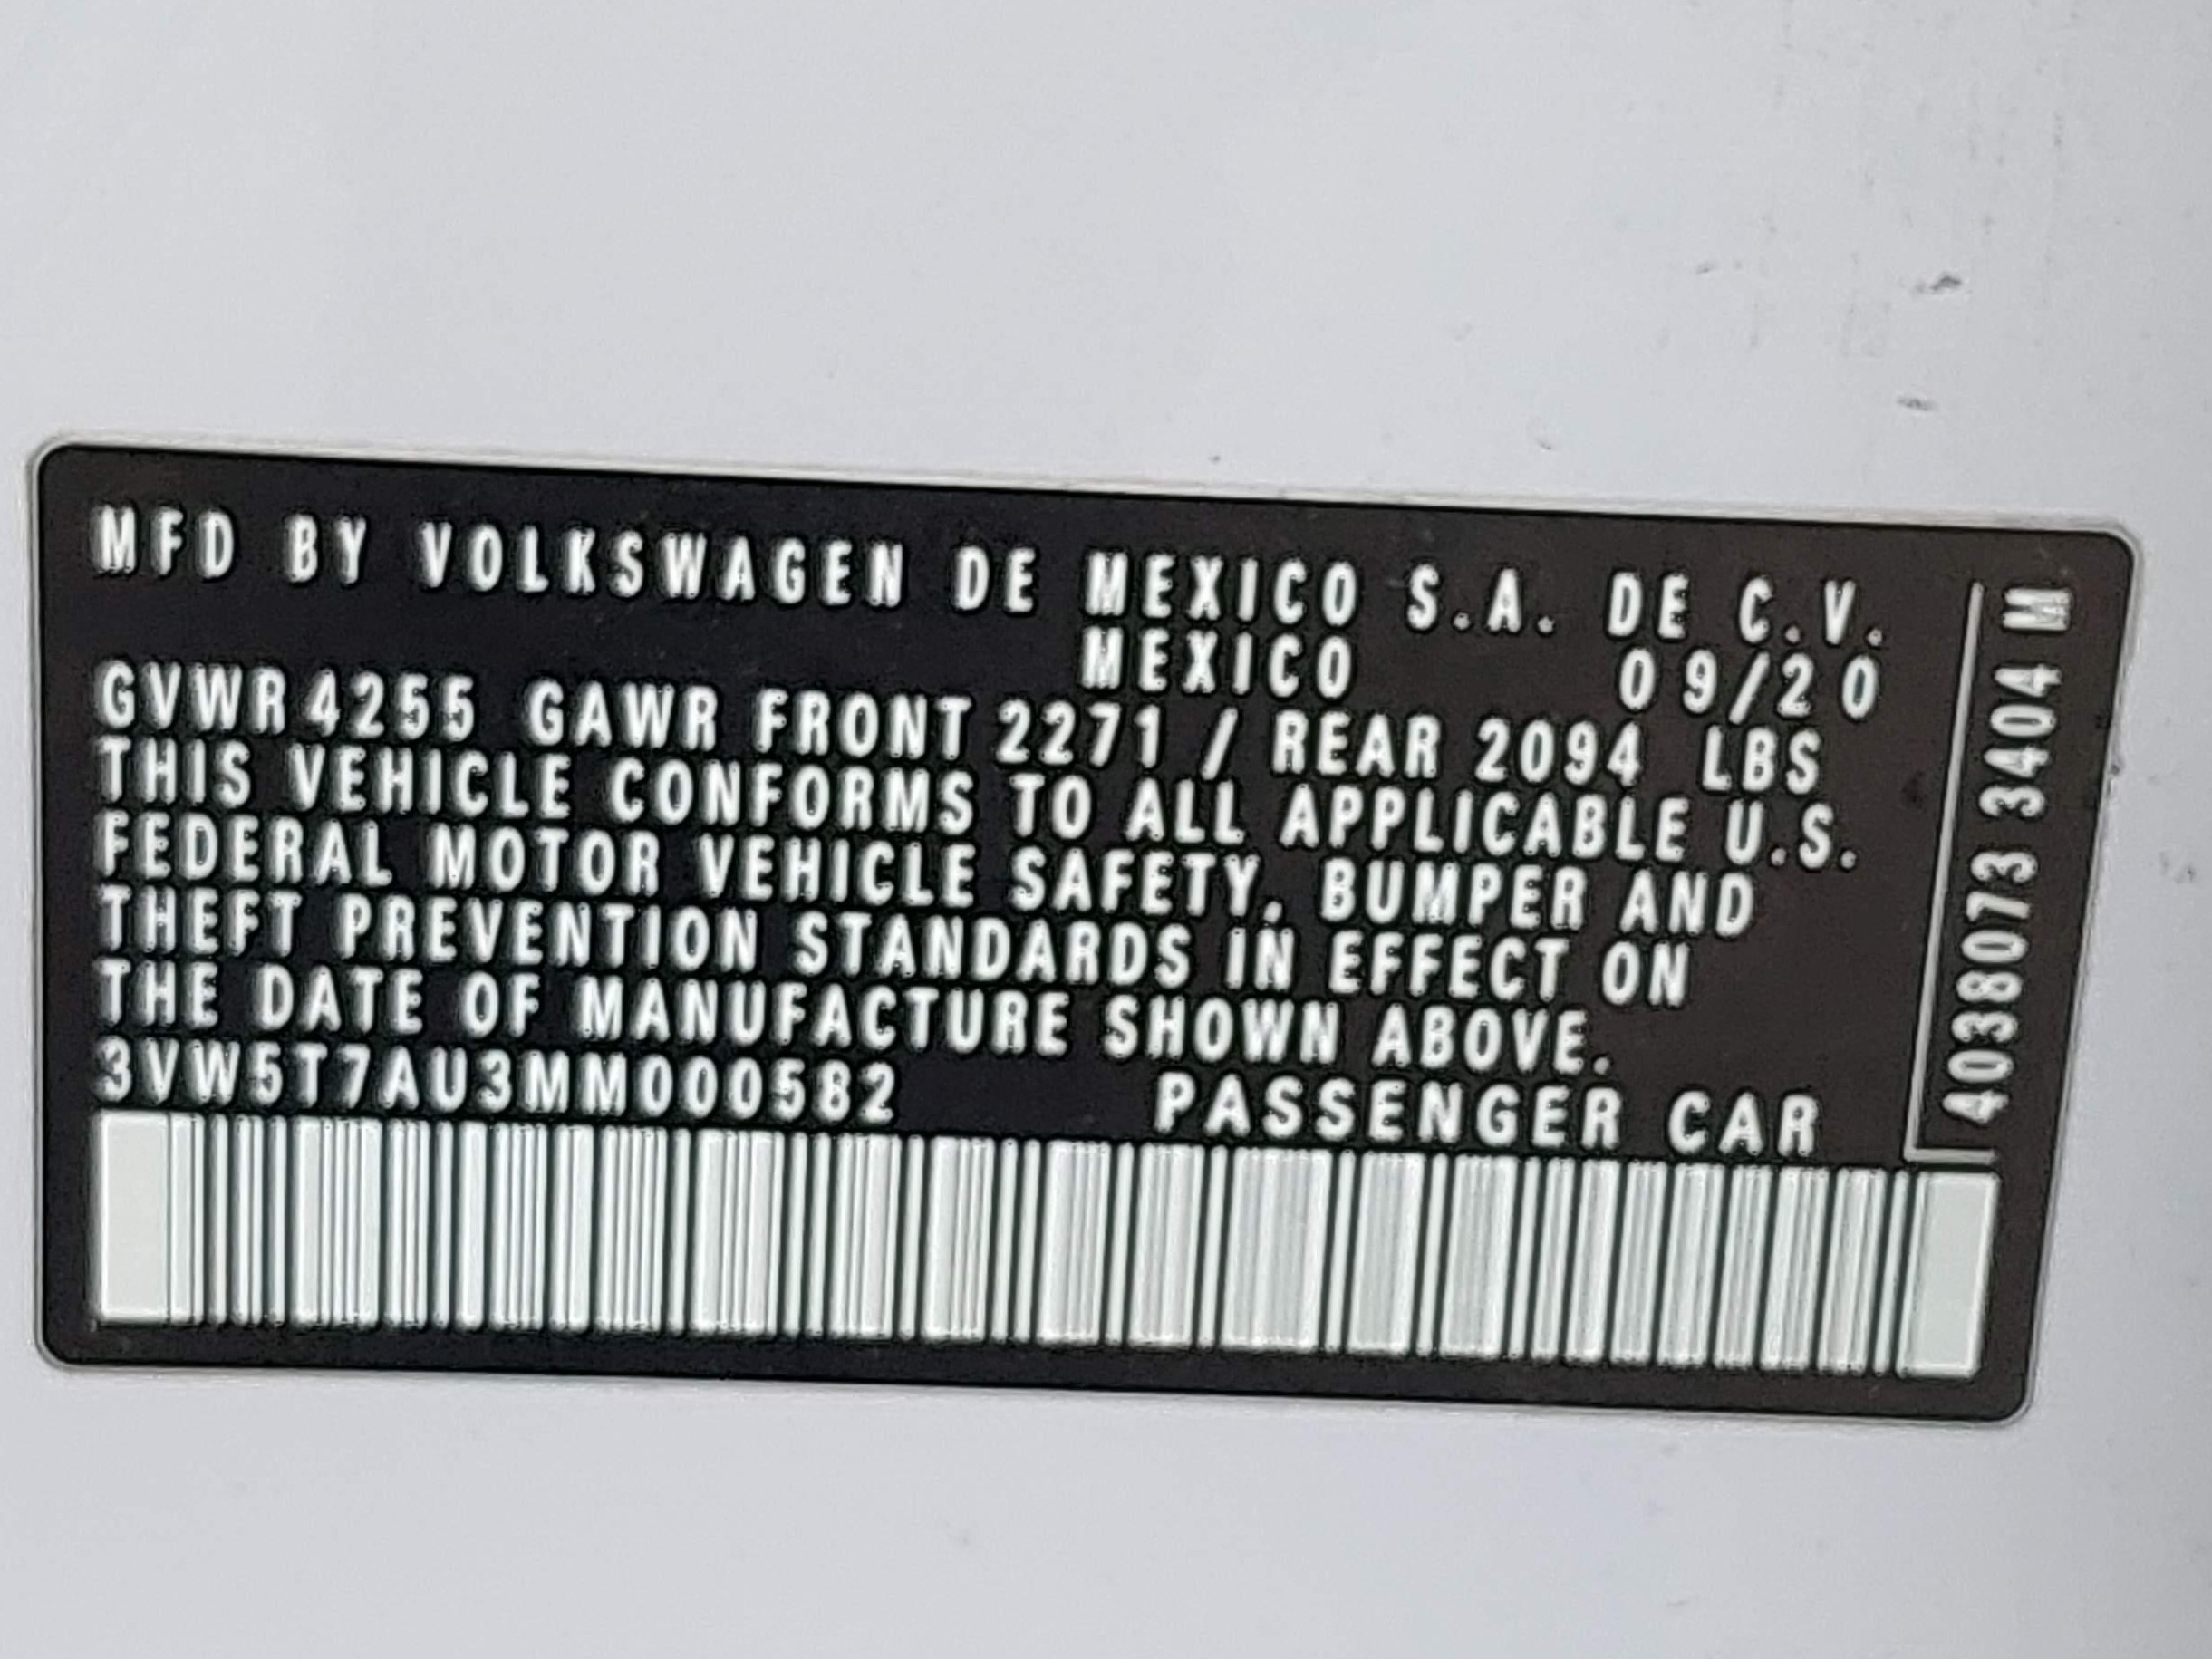 MFD BY VOLKSWAGEN DE MEXICO S.A. DE C.V.
MEXICO 09/20
GVWR 4255 GAWR FRONT 2271 / REAR 2094 LBS
THIS VEHICLE CONFORMS TO ALL APPLICABLE U.S.
FEDERAL MOTOR VEHICLE SAFETY, BUMPER AND
THEFT PREVENTION STANDARDS IN EFFECT ON
THE DATE OF MANUFACTURE SHOWN ABOVE.
3VW5T7AU3MM000582 PASSENGER CAR
4038073 3404 M